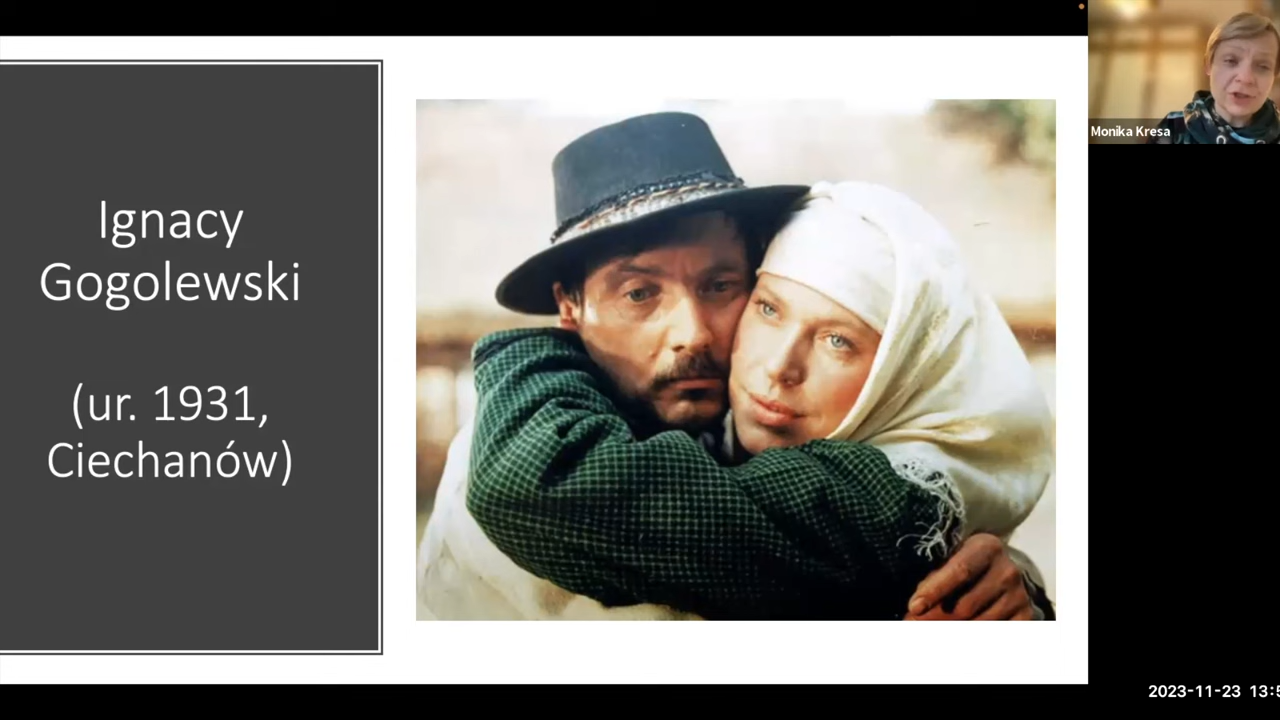 Ignacy
Gogolewski
(ur. 1931,
Ciechanów)
Monika Kresa
2023-11-23 13:5